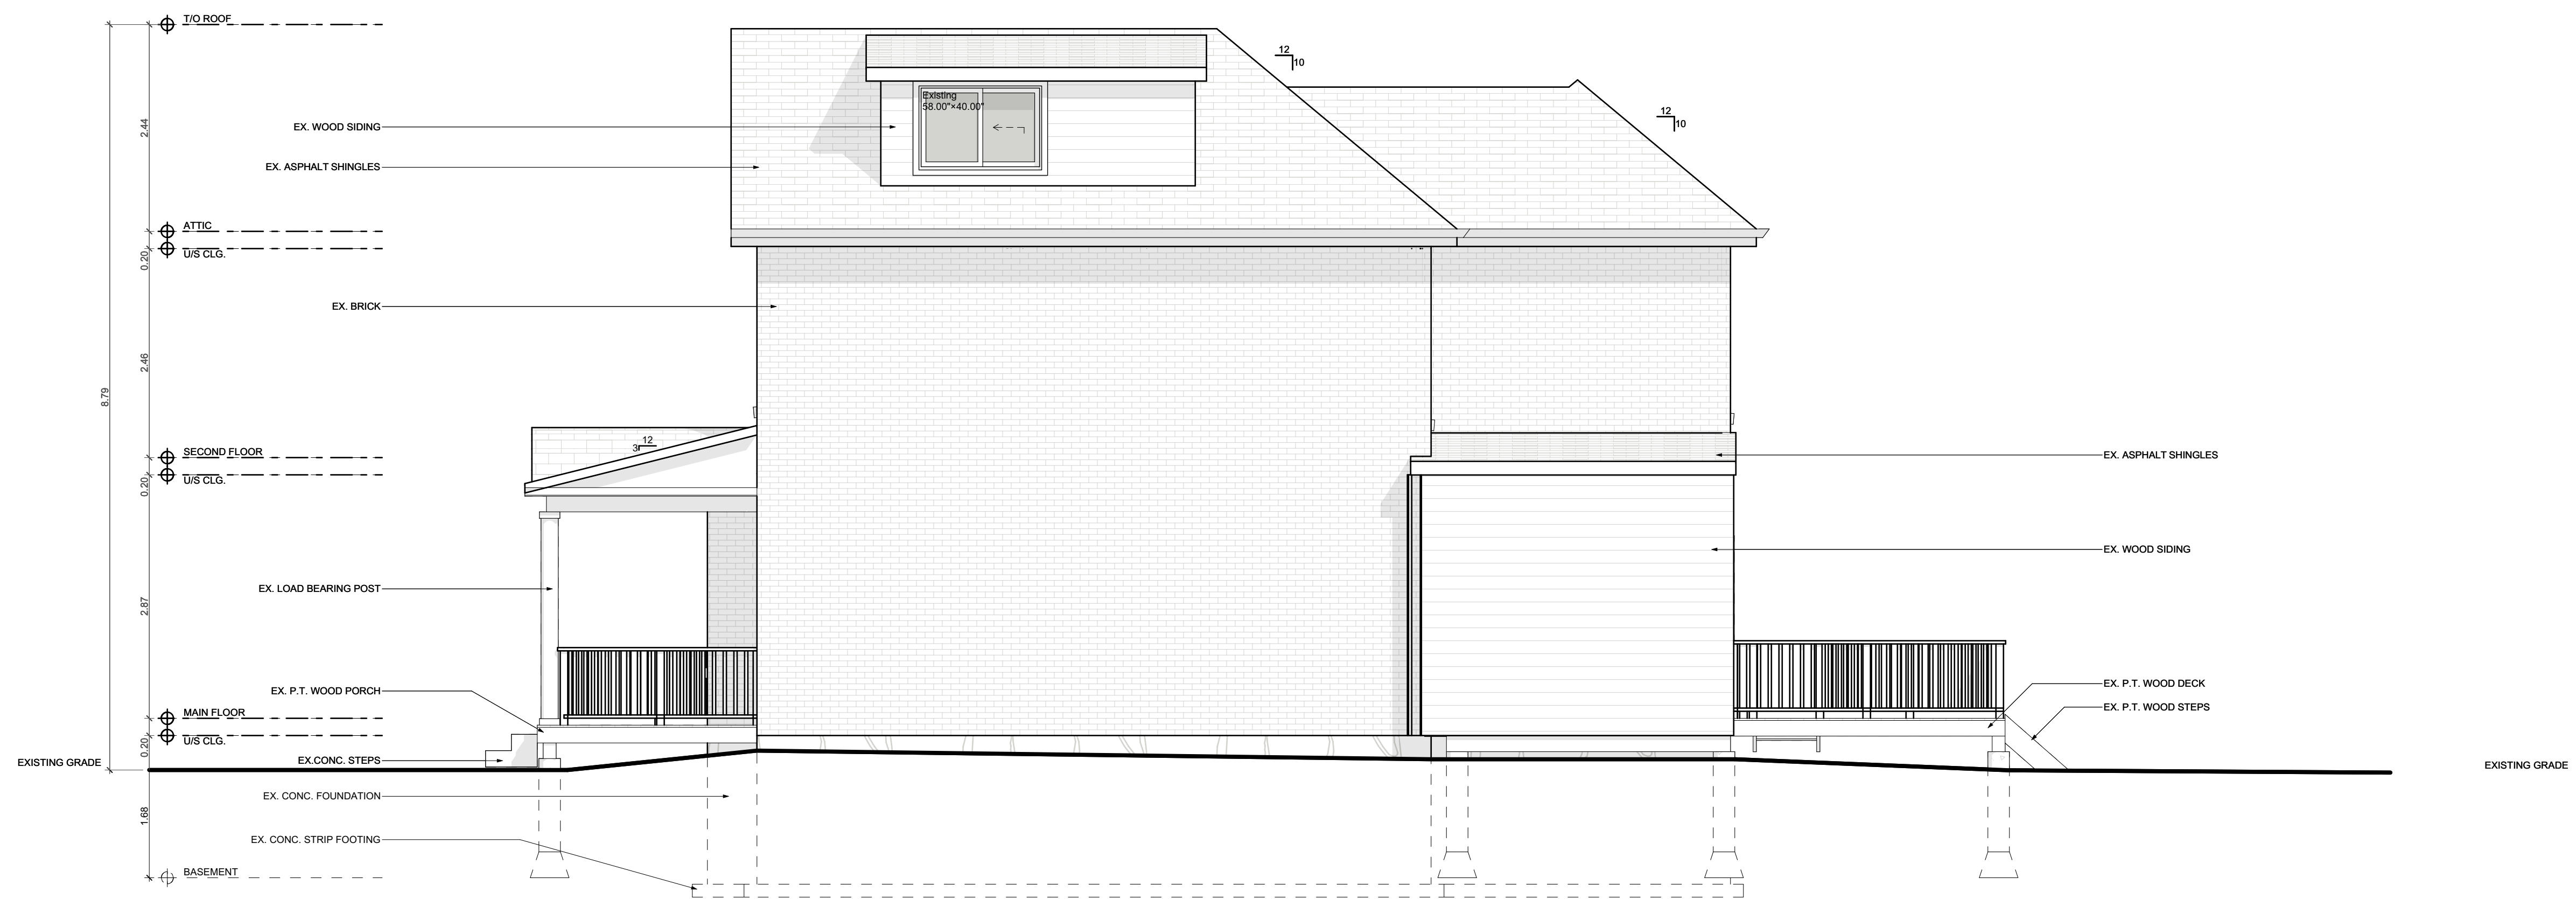 T/O ROOF
12
10
Existing
58.00"×40.00"
12
10
2.44
EX. WOOD SIDING
EX. ASPHALT SHINGLES
ATTIC
0.20
U/S CLG.
EX. BRICK
2.46
8.79
12
3
SECOND FLOOR
EX. ASPHALT SHINGLES
0.20
U/S CLG.
EX. WOOD SIDING
EX. LOAD BEARING POST
2.87
EX. P.T. WOOD PORCH
EX. P.T. WOOD DECK
EX. P.T. WOOD STEPS
MAIN FLOOR
0.20
U/S CLG.
EXISTING GRADE
EX.CONC. STEPS
EXISTING GRADE
EX. CONC. FOUNDATION
1.68
EX. CONC. STRIP FOOTING
BASEMENT